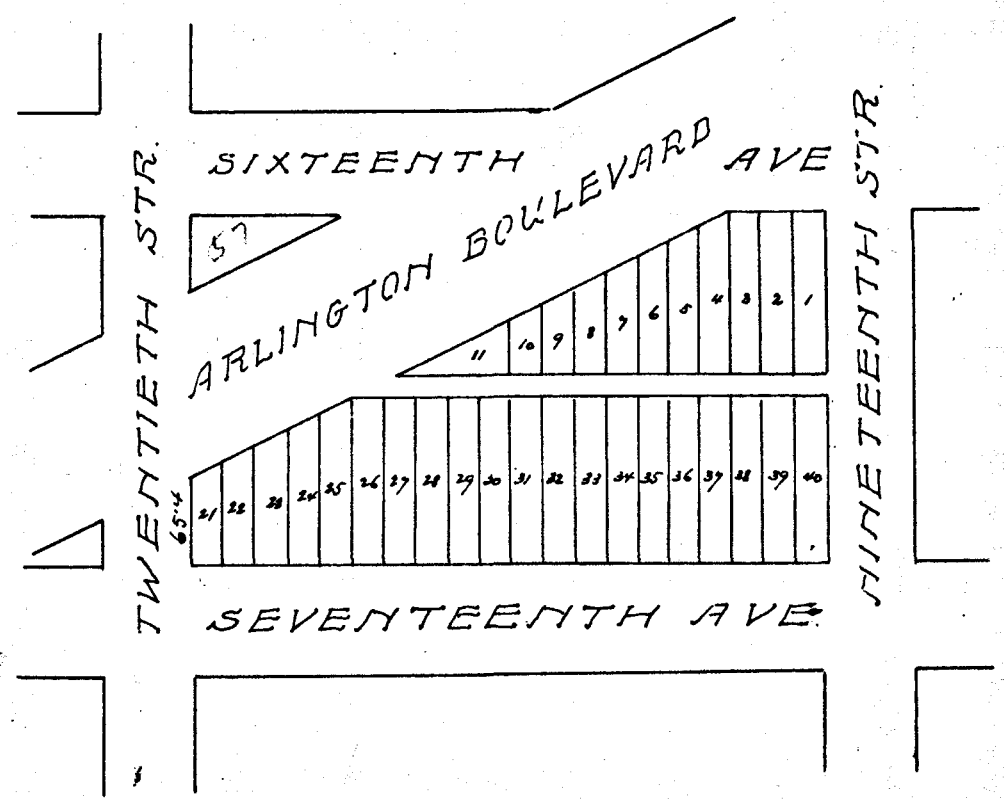 SIXTEENTH AVE
57
ARLINGTON BOULEVARD
TWENTIETH STR.
NINETEENTH STR.
11 10 9 8 7 6 5 4 3 2 1
65.4
21 22 23 24 25 26 27 28 29 30 31 32 33 34 35 36 37 38 39 40
SEVENTEENTH AVE.